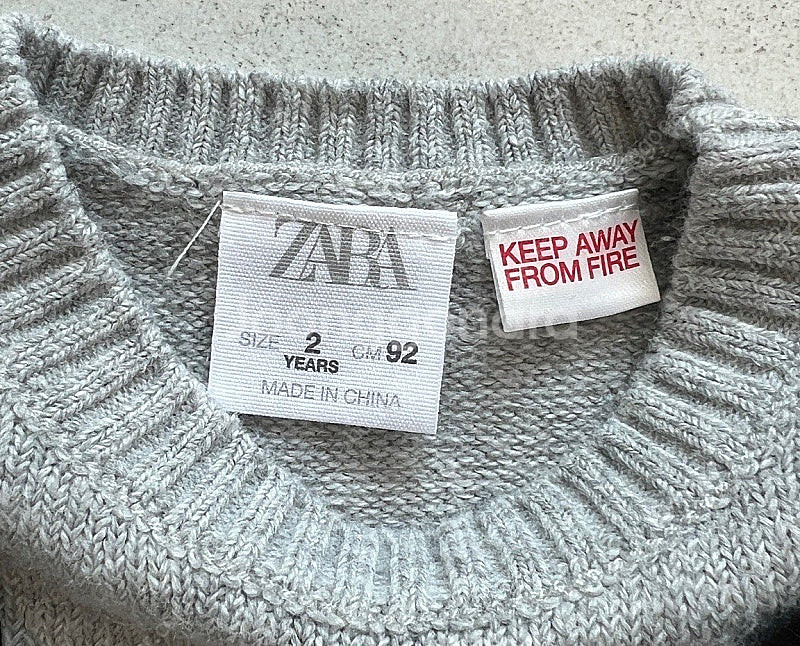 ZARA
SIZE 2 YEARS CM 92
MADE IN CHINA
KEEP AWAY
FROM FIRE